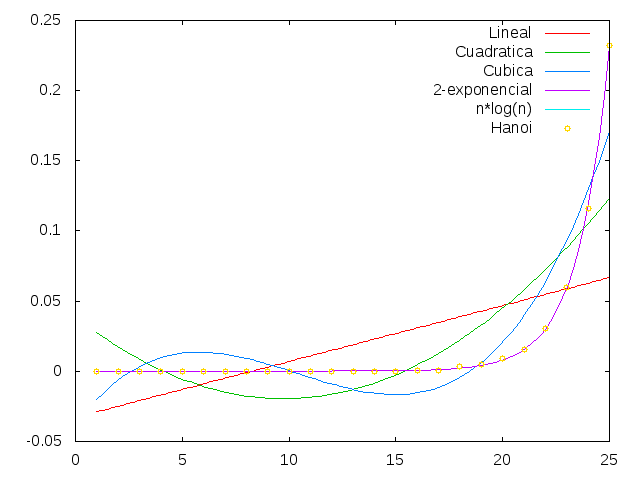 0.25
0.2
0.15
0.1
0.05
0
-0.05
0 5 10 15 20 25
Lineal
Cuadratica
Cubica
2-exponencial
n*log(n)
Hanoi